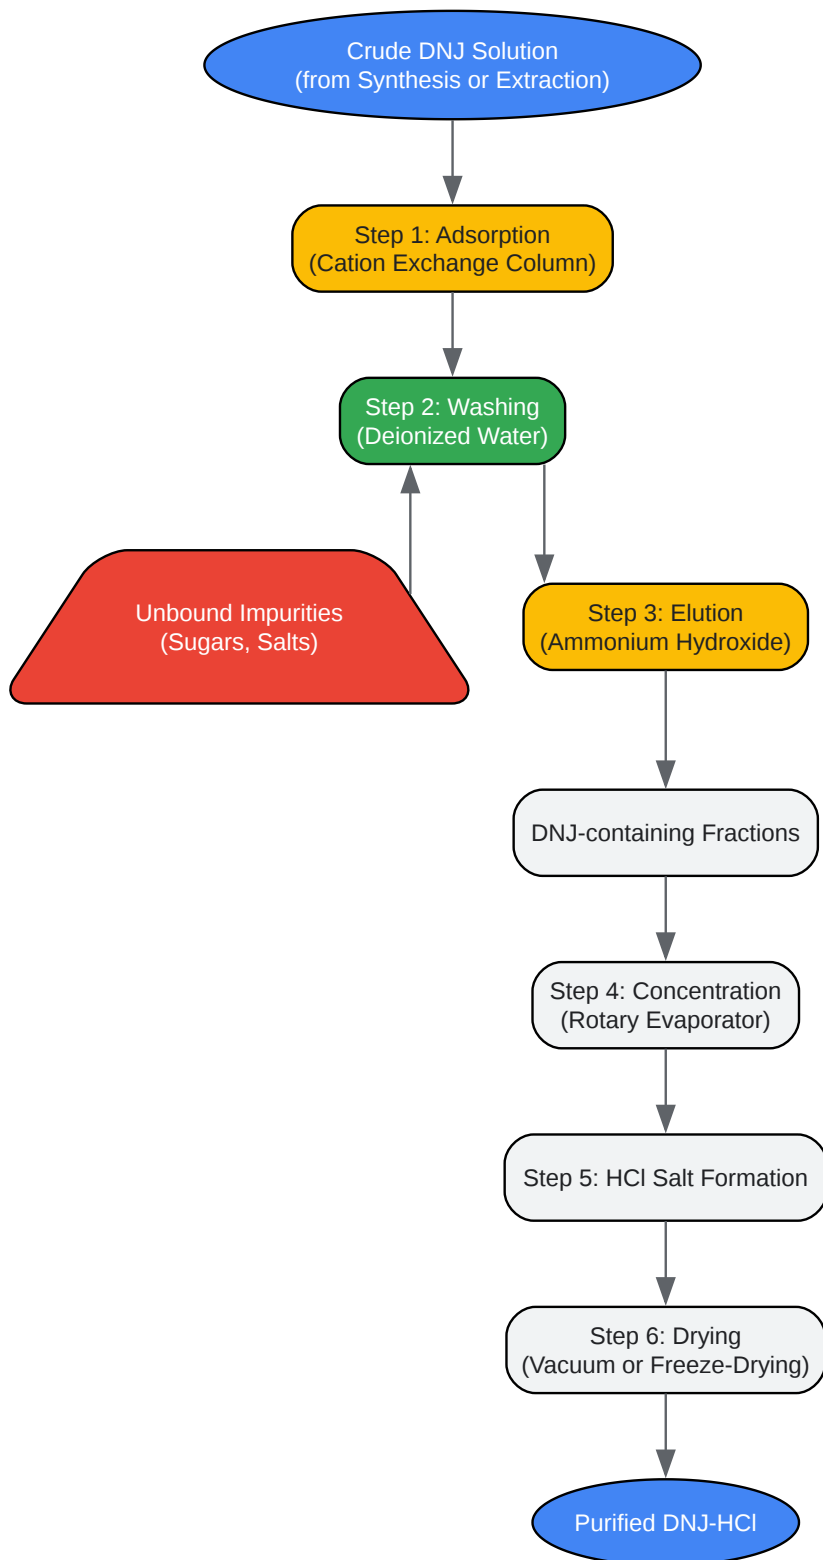 Crude DNJ Solution
(from Synthesis or Extraction)
Step 1: Adsorption
(Cation Exchange Column)
Step 2: Washing
(Deionized Water)
Unbound Impurities
(Sugars, Salts)
Step 3: Elution
(Ammonium Hydroxide)
DNJ-containing Fractions
Step 4: Concentration
(Rotary Evaporator)
Step 5: HCl Salt Formation
Step 6: Drying
(Vacuum or Freeze-Drying)
Purified DNJ-HCl